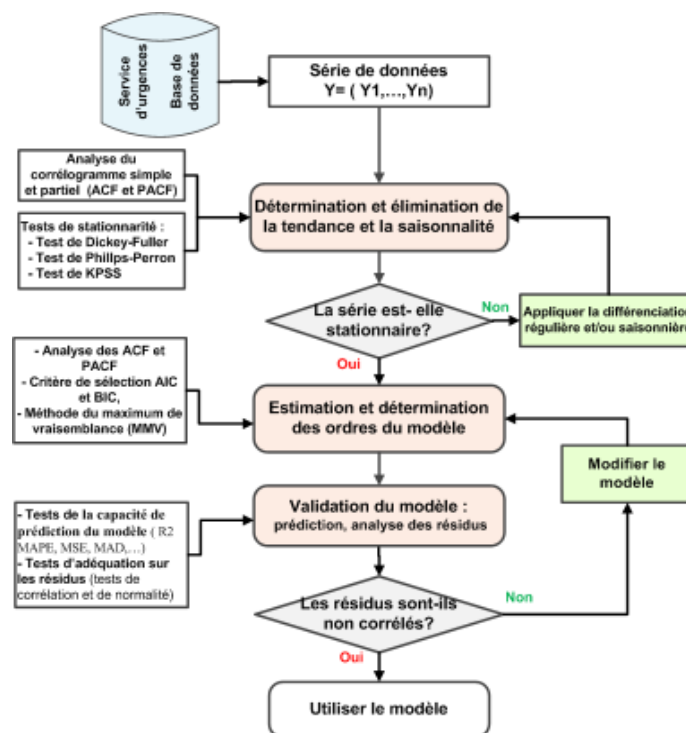 Service
d'urgences
Base de
données
Série de données
Y= ( Y1,…,Yn)
Analyse du
corrélogramme simple
et partiel (ACF et PACF)
Tests de stationnarité :
- Test de Dickey-Fuller
- Test de Phillps-Perron
- Test de KPSS
Détermination et élimination de
la tendance et la saisonnalité
La série est- elle
stationnaire?
Non
Appliquer la différenciation
régulière et/ou saisonnière
Oui
- Analyse des ACF et
PACF
- Critère de sélection AIC
et BIC,
- Méthode du maximum de
vraisemblance (MMV)
Estimation et détermination
des ordres du modèle
Modifier le
modèle
Validation du modèle :
prédiction, analyse des résidus
- Tests de la capacité de
prédiction du modèle ( R2
MAPE, MSE, MAD,…)
- Tests d'adéquation sur
les résidus (tests de
corrélation et de normalité)
Les résidus sont-ils
non corrélés?
Non
Oui
Utiliser le modèle